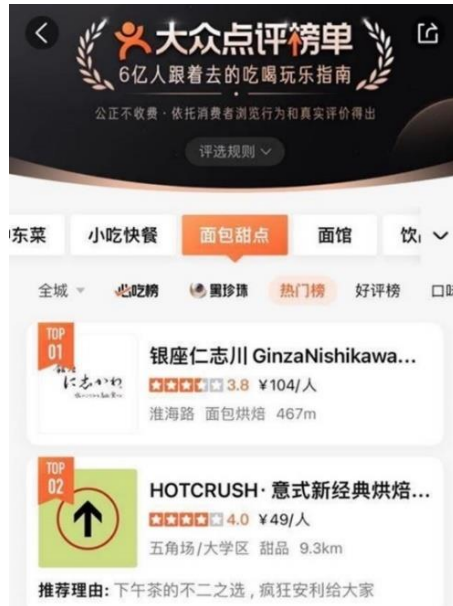 大众点评榜单
6亿人跟着去的吃喝玩乐指南
公正不收费·依托消费者浏览行为和真实评价得出
评选规则
东菜 小吃快餐 面包甜点 面馆 饮
全城 必吃榜 黑珍珠 热门榜 好评榜 口味
TOP
01
银座仁志川 GinzaNishikawa...
に志かわ
3.8 ¥104/人
淮海路 面包烘焙 467m
TOP
02
HOTCRUSH· 意式新经典烘焙...
4.0 ¥49/人
五角场/大学区 甜品 9.3km
推荐理由: 下午茶的不二之选,疯狂安利给大家